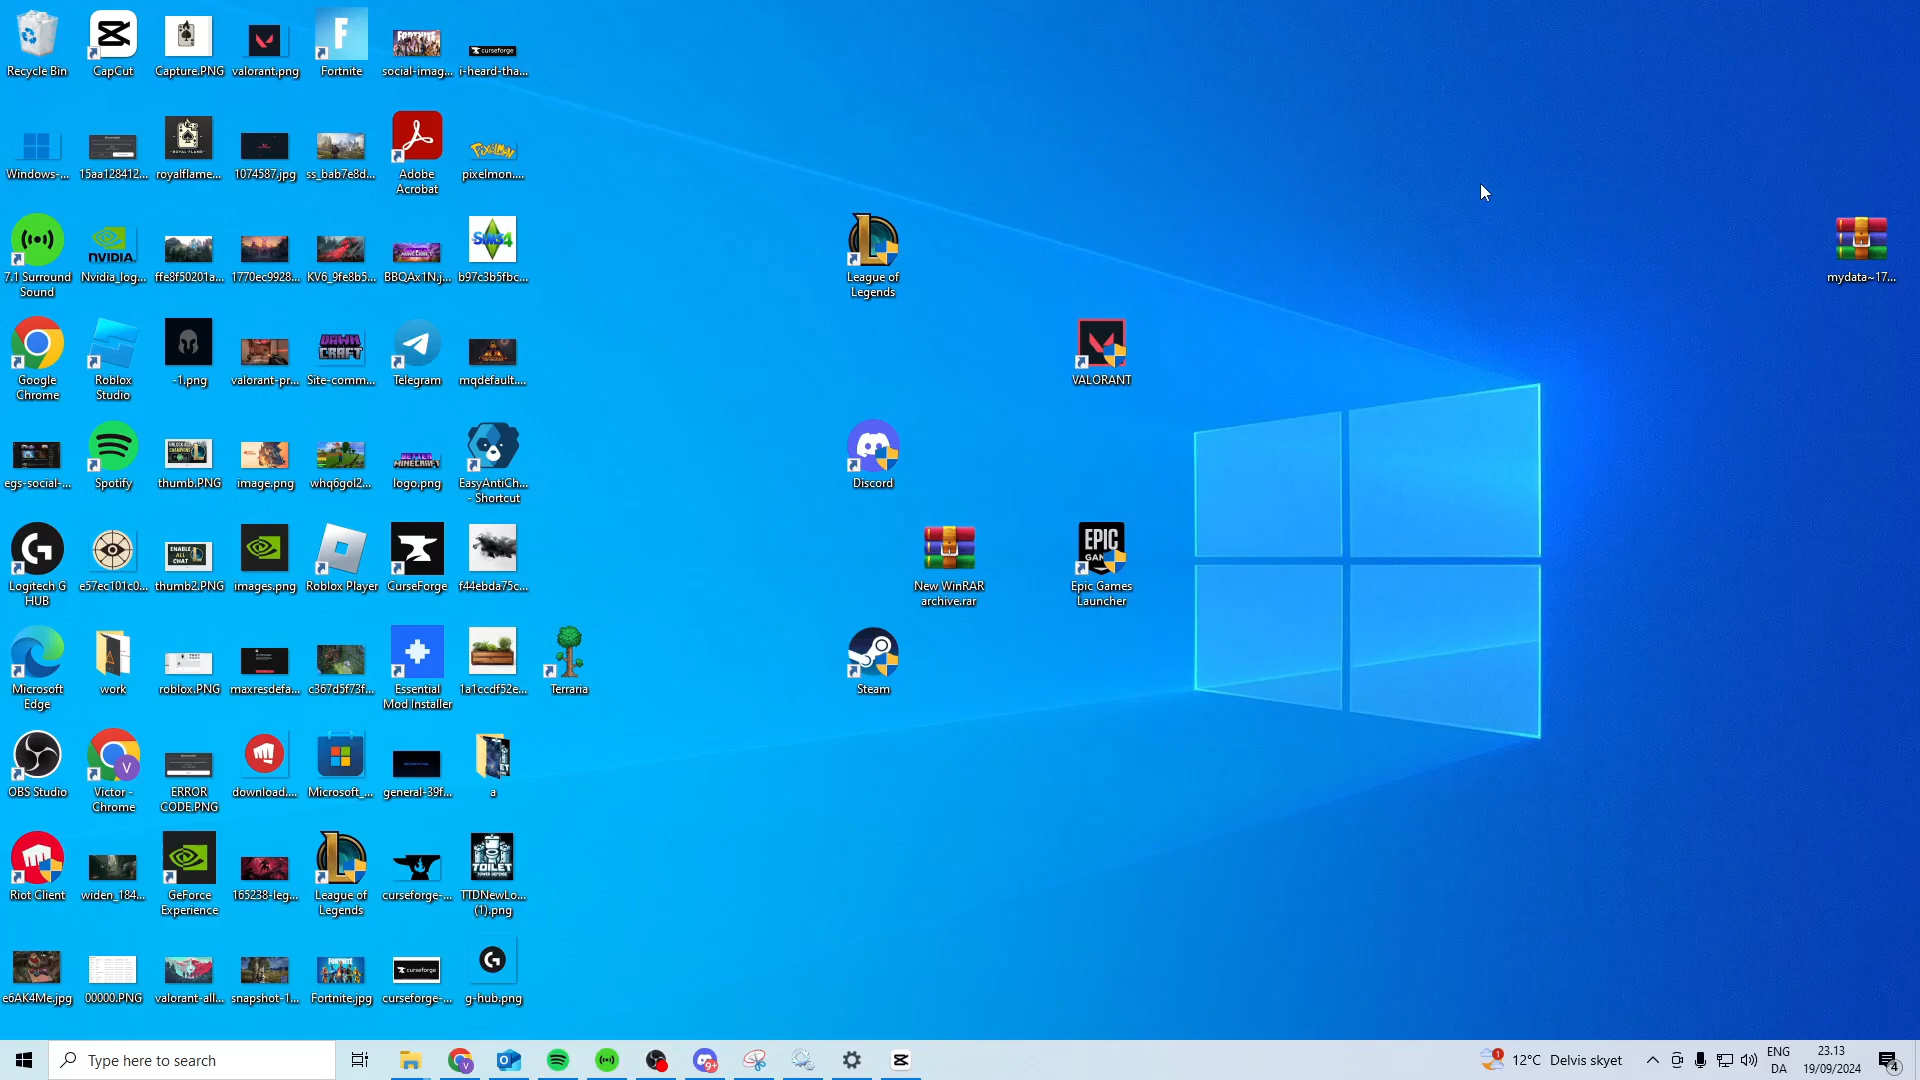 Recycle Bin
CapCut
Capture.PNG
valorant.png
Fortnite
social-imag...
i-heard-tha...
Windows-...
15aa128412...
royalflame...
1074587.jpg
ss_bab7e8d...
Adobe
Acrobat
pixelmon....
7.1 Surround
Sound
Nvidia_log...
ffe8f50201a...
1770ec9928...
KV6_9fe8b5...
BBQAx1N.j...
b97c3b5fbc...
League of
Legends
mydata~17...
Google
Chrome
Roblox
Studio
-1.png
valorant-pr...
Site-comm...
Telegram
mqdefault....
VALORANT
egs-social-...
Spotify
thumb.PNG
image.png
whq6gol2...
logo.png
EasyAntiCh...
- Shortcut
Discord
Logitech G
HUB
e57ec101c0...
thumb2.PNG
images.png
Roblox Player
CurseForge
f44ebda75c...
New WinRAR
archive.rar
Epic Games
Launcher
Microsoft
Edge
work
roblox.PNG
maxresdefa...
c367d5f73f...
Essential
Mod Installer
1a1ccdf52e...
Terraria
Steam
OBS Studio
Victor -
Chrome
ERROR
CODE.PNG
download....
Microsoft_...
general-39f...
a
Riot Client
widen_184...
GeForce
Experience
165238-leg...
League of
Legends
curseforge-...
TTDNewLo...
(1).png
e6AK4Me.jpg
00000.PNG
valorant-all...
snapshot-1...
Fortnite.jpg
curseforge-...
g-hub.png
Type here to search
12°C Delvis skyet
ENG
DA
23.13
19/09/2024
4